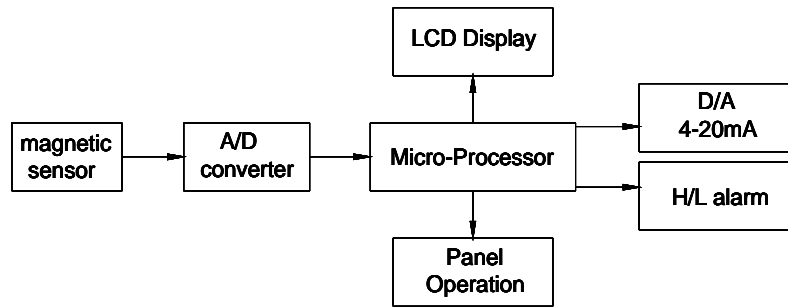 LCD Display
magnetic
sensor
A/D
converter
Micro-Processor
D/A
4-20mA
H/L alarm
Panel
Operation